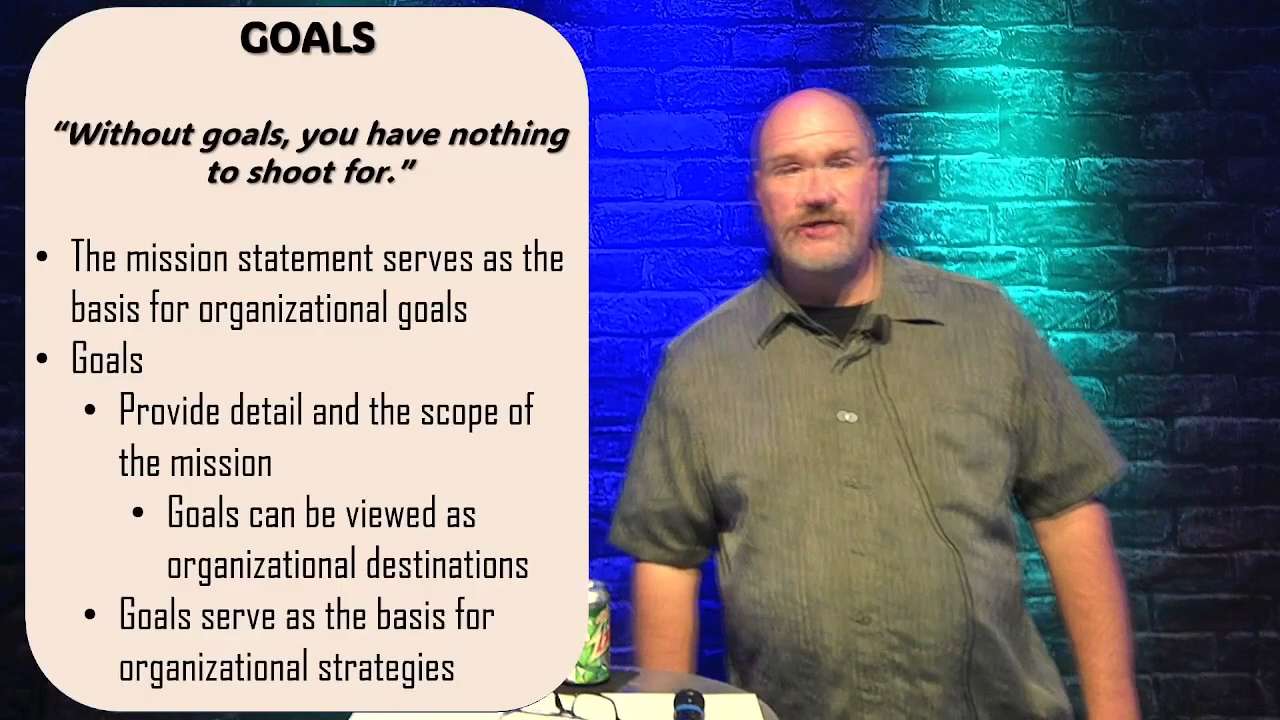 GOALS
“Without goals, you have nothing
to shoot for.”
• The mission statement serves as the
basis for organizational goals
• Goals
• Provide detail and the scope of
the mission
• Goals can be viewed as
organizational destinations
• Goals serve as the basis for
organizational strategies